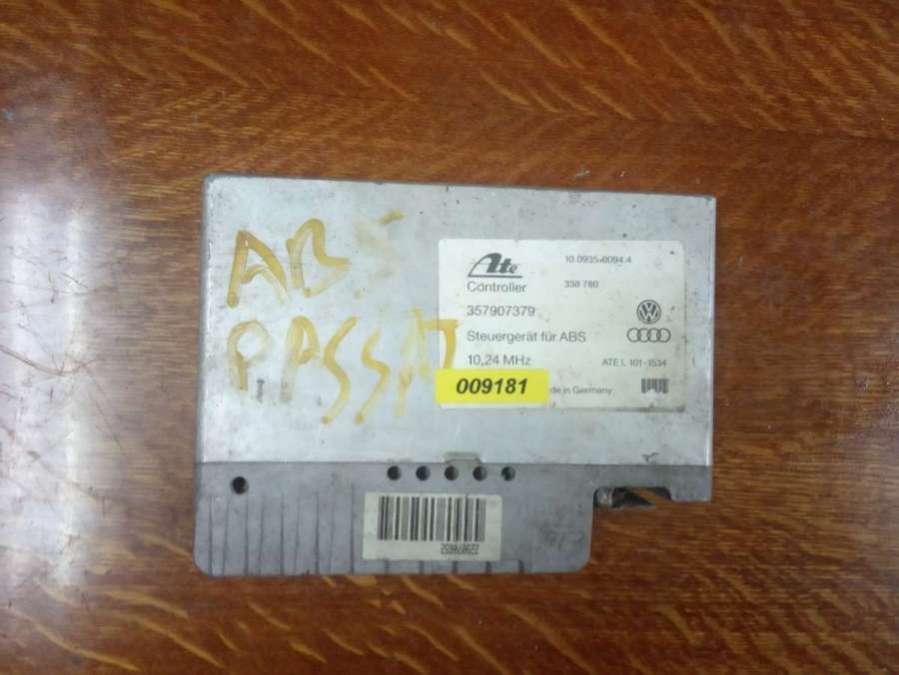 ABS
PASSAT
Ate
10.0935-0094.4
Controller
338 780
357907379
Steuergerät für ABS
10,24 MHz
ATE L 101-1534
009181
de in Germany